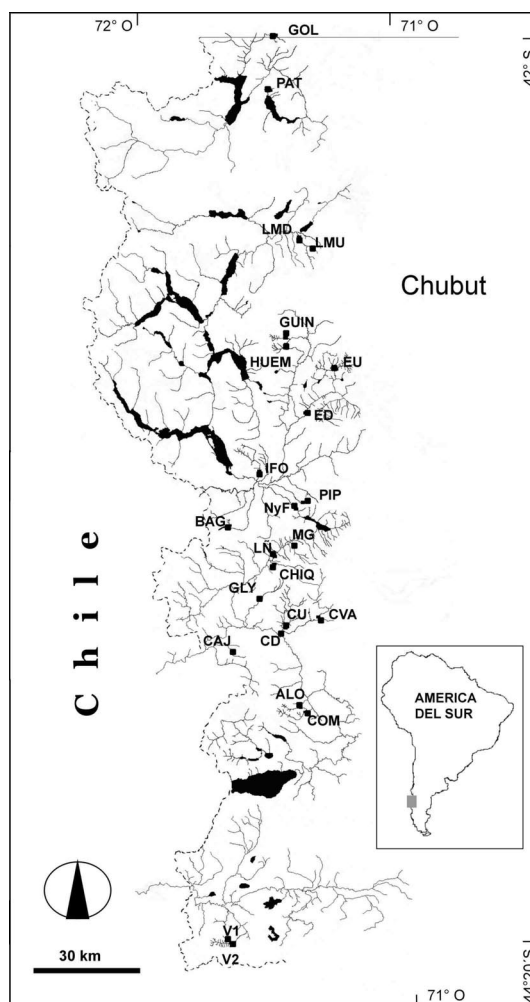 72° O
71° O
GOL
42° S
PAT
LMD
LMU
Chubut
GUIN
HUEM
EU
ED
IFO
PIP
NyF
BAG
MG
LN
CHIQ
GLY
CU
CVA
CD
CAJ
Chile
ALO
COM
AMERICA
DEL SUR
V1
V2
30 km
71° O